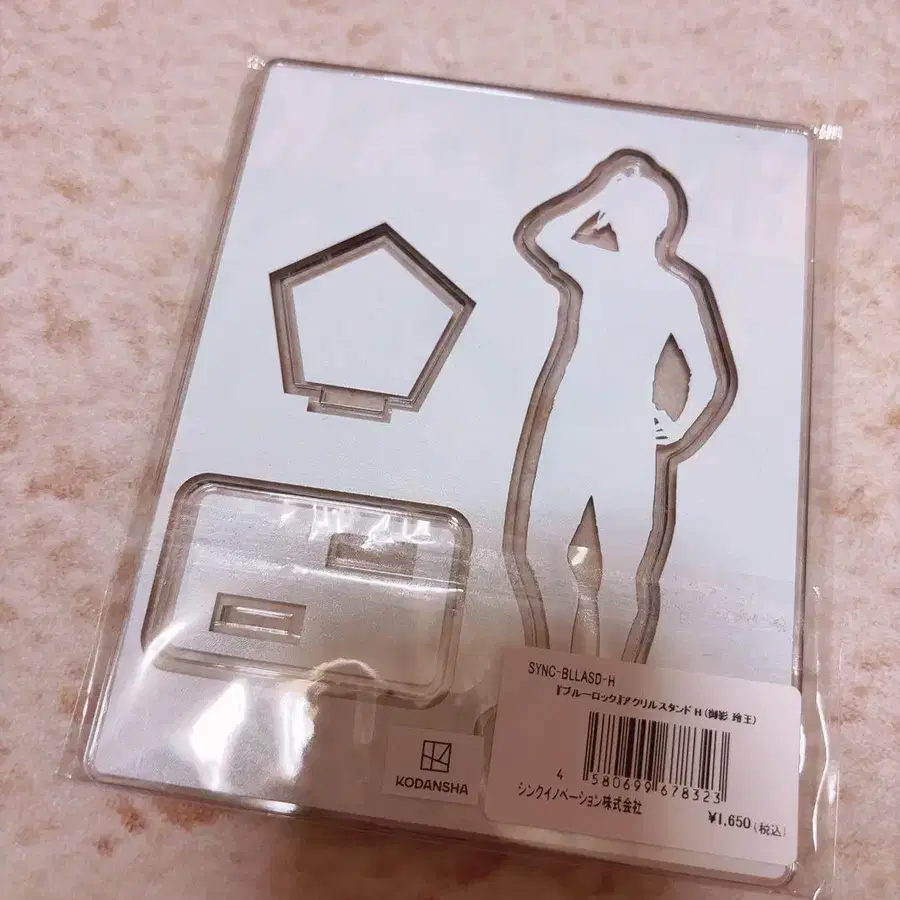 SYNC-BLLASD-H
『ブルーロック』アクリルスタンド H（御影 玲王）
4 580699 678323
シンクイノベーション株式会社
¥1,650（税込）
KODANSHA